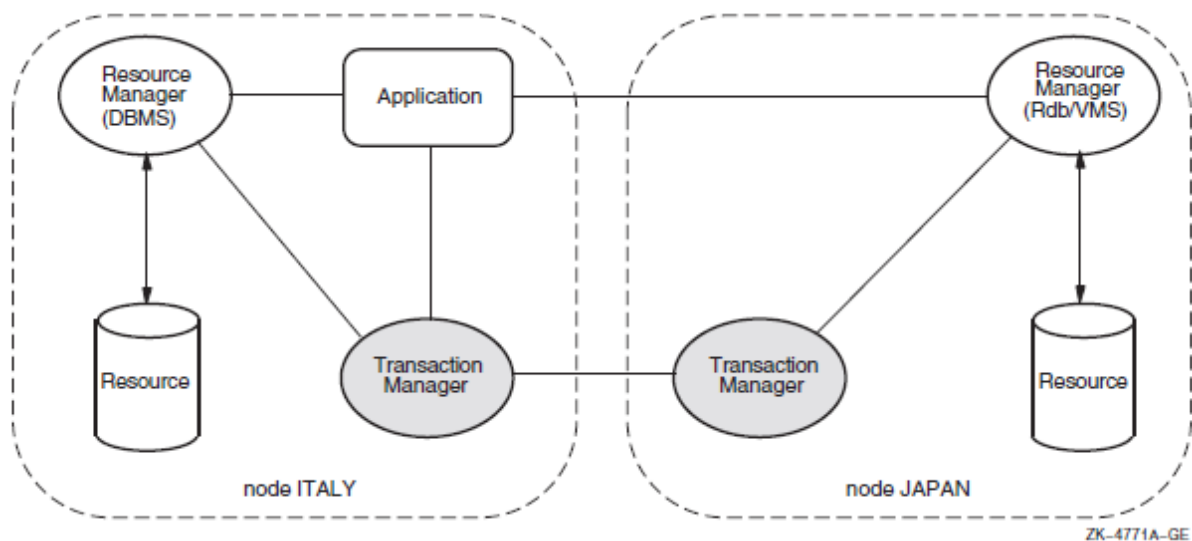 Resource
Manager
(DBMS)
Application
Resource
Manager
(Rdb/VMS)
Resource
Transaction
Manager
Transaction
Manager
Resource
node ITALY
node JAPAN
ZK–4771A–GE